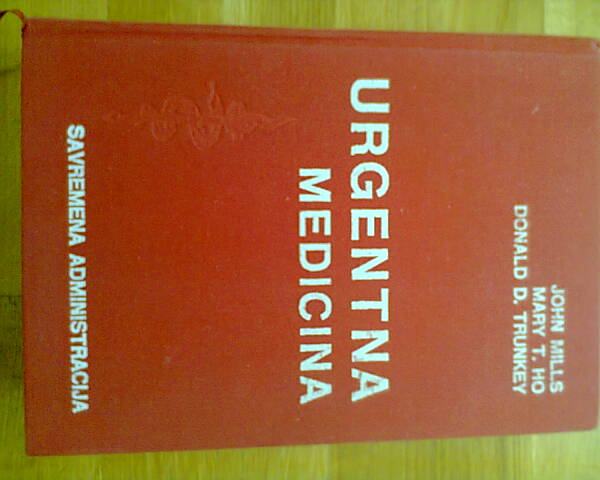 JOHN MILLS
MARY T. HO
DONALD D. TRUNKEY
URGENTNA
MEDICINA
SAVREMENA ADMINISTRACIJA